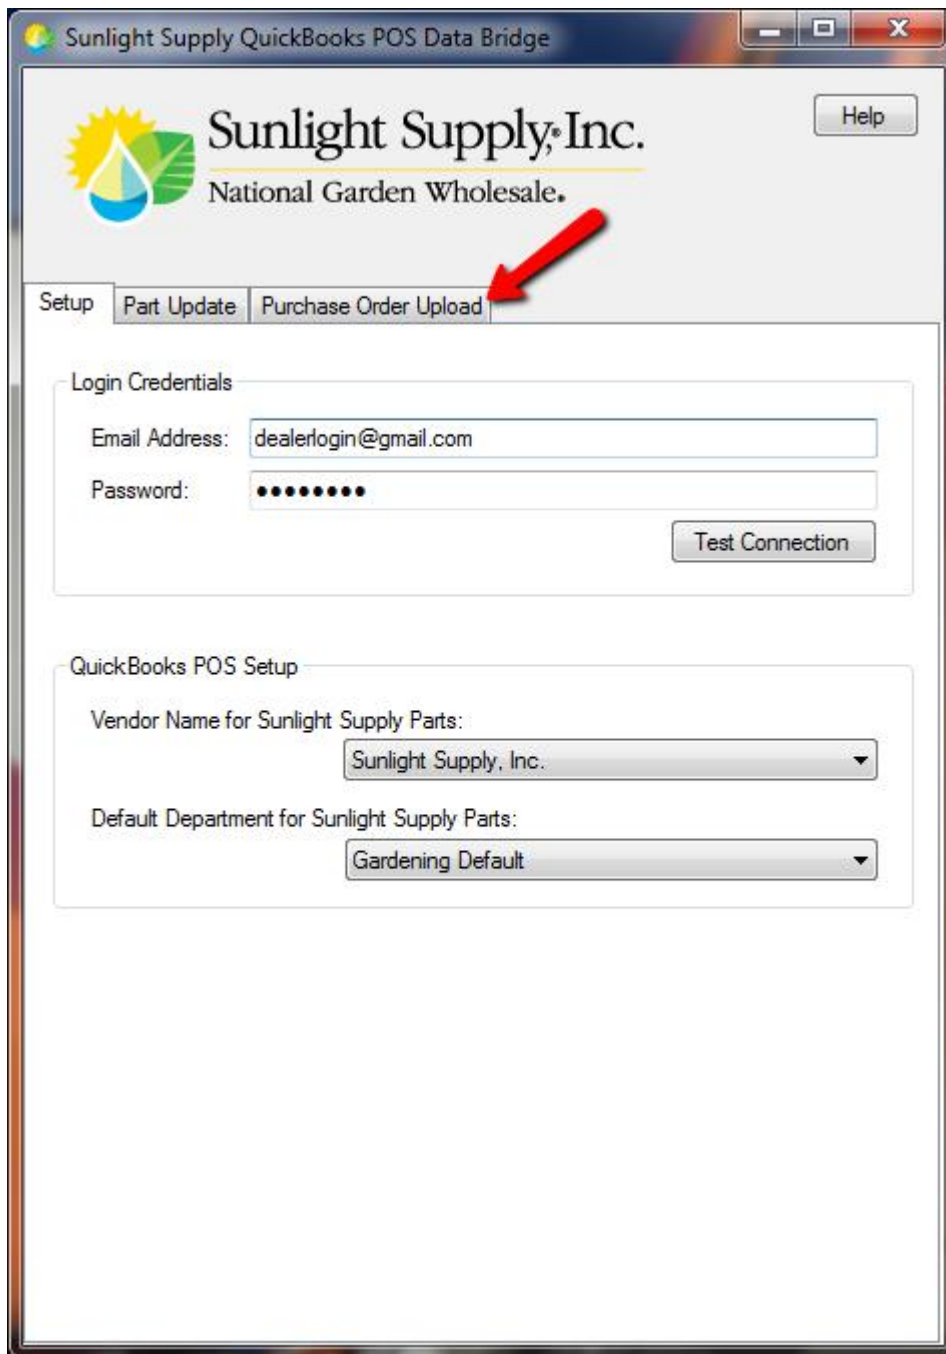 Sunlight Supply QuickBooks POS Data Bridge
Sunlight Supply,® Inc.
National Garden Wholesale®
Help
Setup
Part Update
Purchase Order Upload
Login Credentials
Email Address:
dealerlogin@gmail.com
Password:
••••••••
Test Connection
QuickBooks POS Setup
Vendor Name for Sunlight Supply Parts:
Sunlight Supply, Inc.
Default Department for Sunlight Supply Parts:
Gardening Default